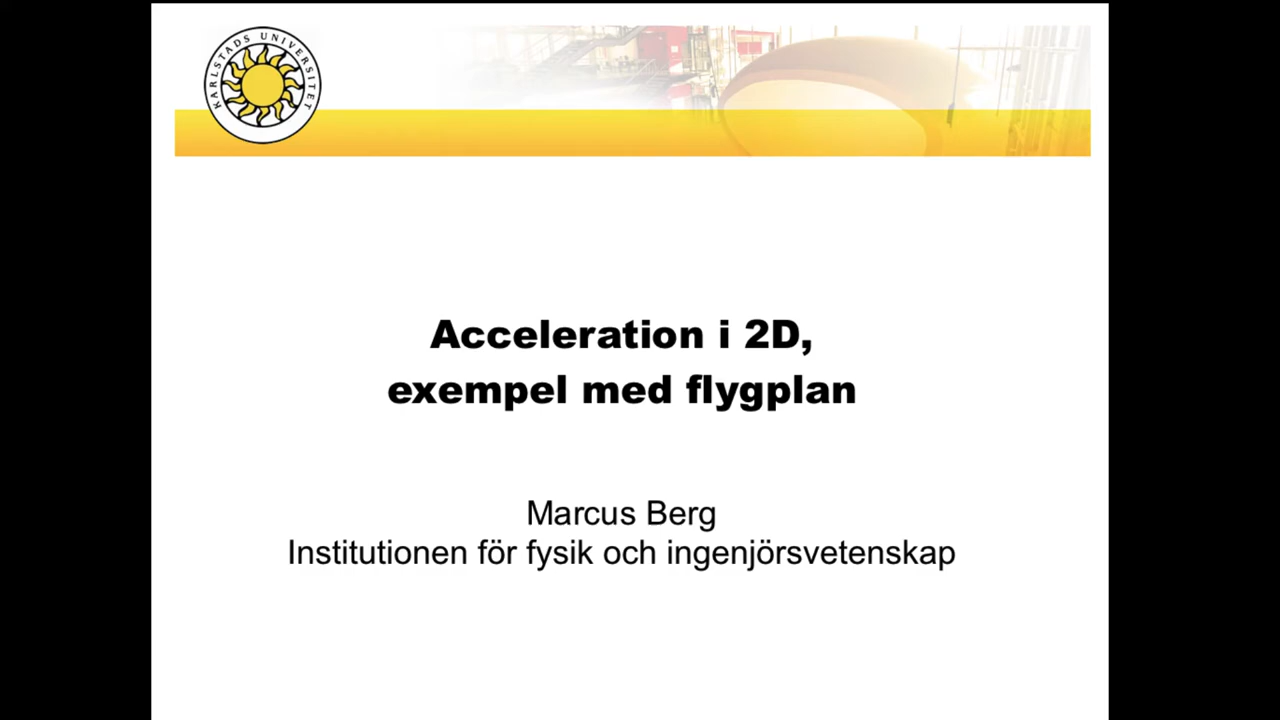 KARLSTADS UNIVERSITET
Acceleration i 2D,
exempel med flygplan
Marcus Berg
Institutionen för fysik och ingenjörsvetenskap